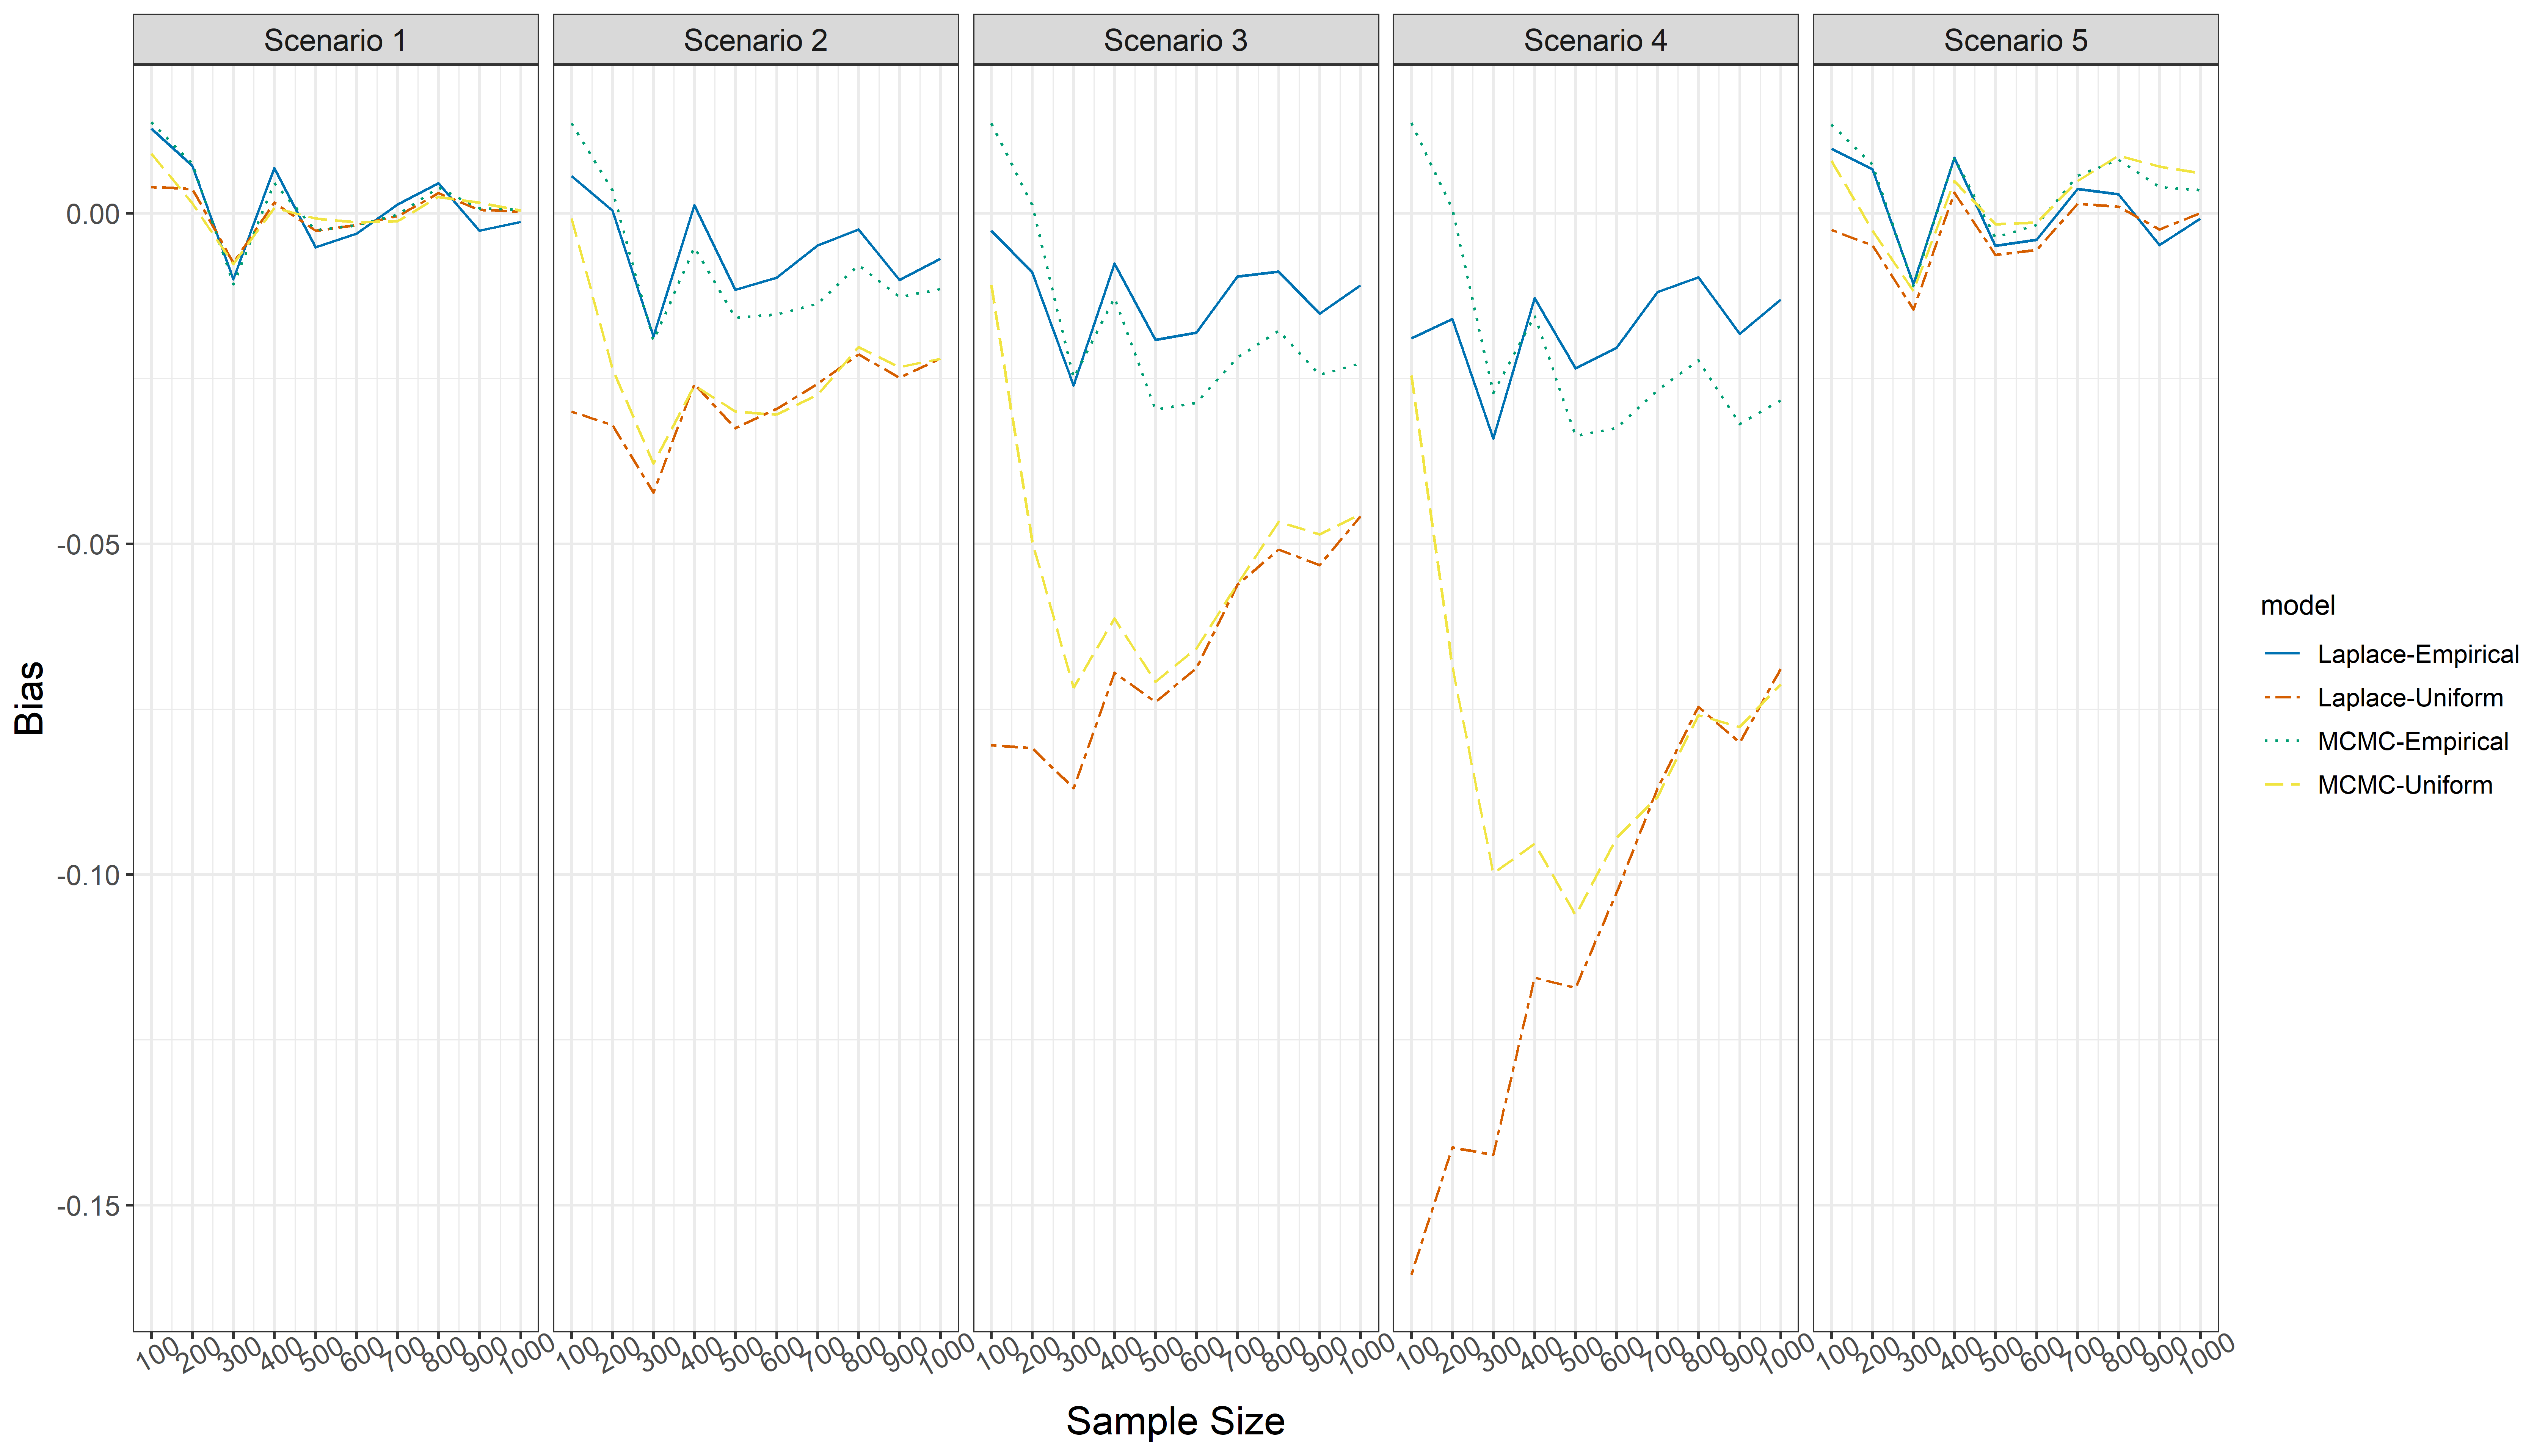 Scenario 1 Scenario 2 Scenario 3 Scenario 4 Scenario 5
0.00
-0.05
-0.10
-0.15
Bias
100 200 300 400 500 600 700 800 900 1000 100 200 300 400 500 600 700 800 900 1000 100 200 300 400 500 600 700 800 900 1000 100 200 300 400 500 600 700 800 900 1000 100 200 300 400 500 600 700 800 900 1000
Sample Size
model
Laplace-Empirical
Laplace-Uniform
MCMC-Empirical
MCMC-Uniform